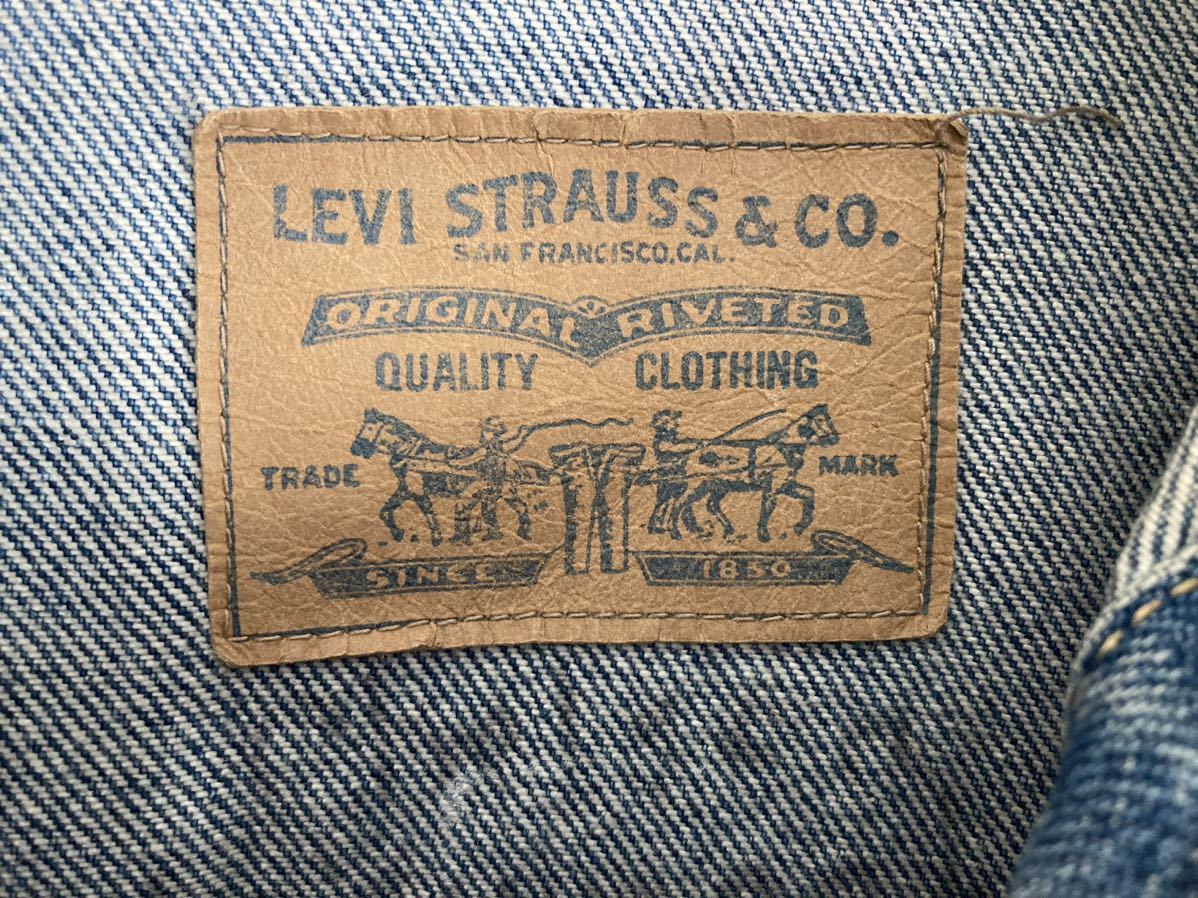 LEVI STRAUSS & CO.
SAN FRANCISCO, CAL.
ORIGINAL RIVETED
QUALITY CLOTHING
TRADE MARK
SINCE 1850